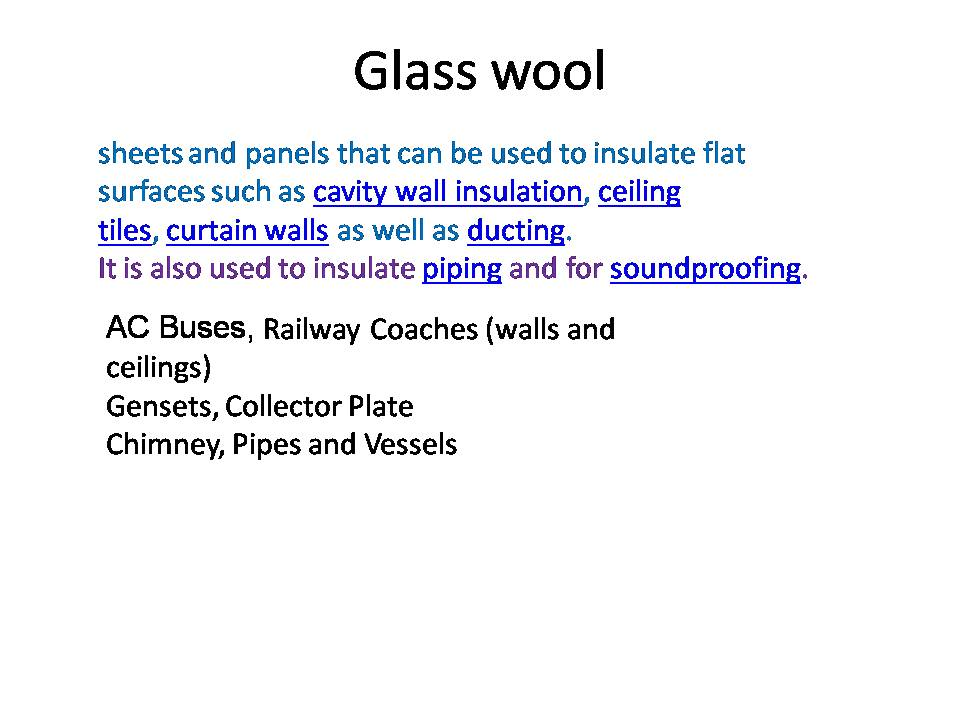 Glass wool
sheets and panels that can be used to insulate flat
surfaces such as cavity wall insulation, ceiling
tiles, curtain walls as well as ducting.
It is also used to insulate piping and for soundproofing.
AC Buses, Railway Coaches (walls and
ceilings)
Gensets, Collector Plate
Chimney, Pipes and Vessels